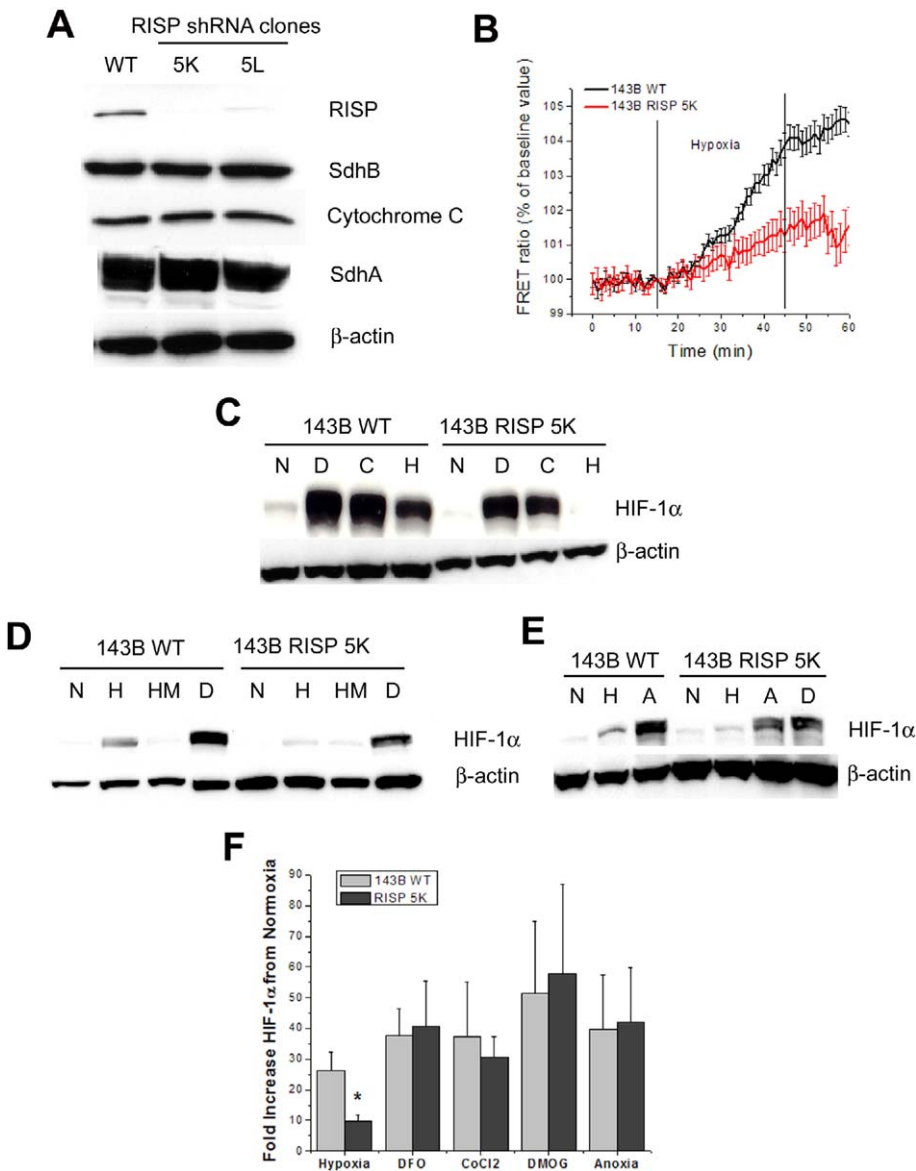 A
RISP shRNA clones
WT 5K 5L
RISP
SdhB
Cytochrome C
SdhA
β-actin
B
143B WT
143B RISP 5K
Hypoxia
FRET ratio (% of baseline value)
105
104
103
102
101
100
99
0 10 20 30 40 50 60
Time (min)
C
143B WT 143B RISP 5K
N D C H N D C H
HIF-1α
β-actin
D
143B WT 143B RISP 5K
N H HM D N H HM D
HIF-1α
β-actin
E
143B WT 143B RISP 5K
N H A N H A D
HIF-1α
β-actin
F
Fold Increase HIF-1α from Normoxia
90
80
70
60
50
40
30
20
10
0
143B WT
RISP 5K
*
Hypoxia DFO CoCl2 DMOG Anoxia